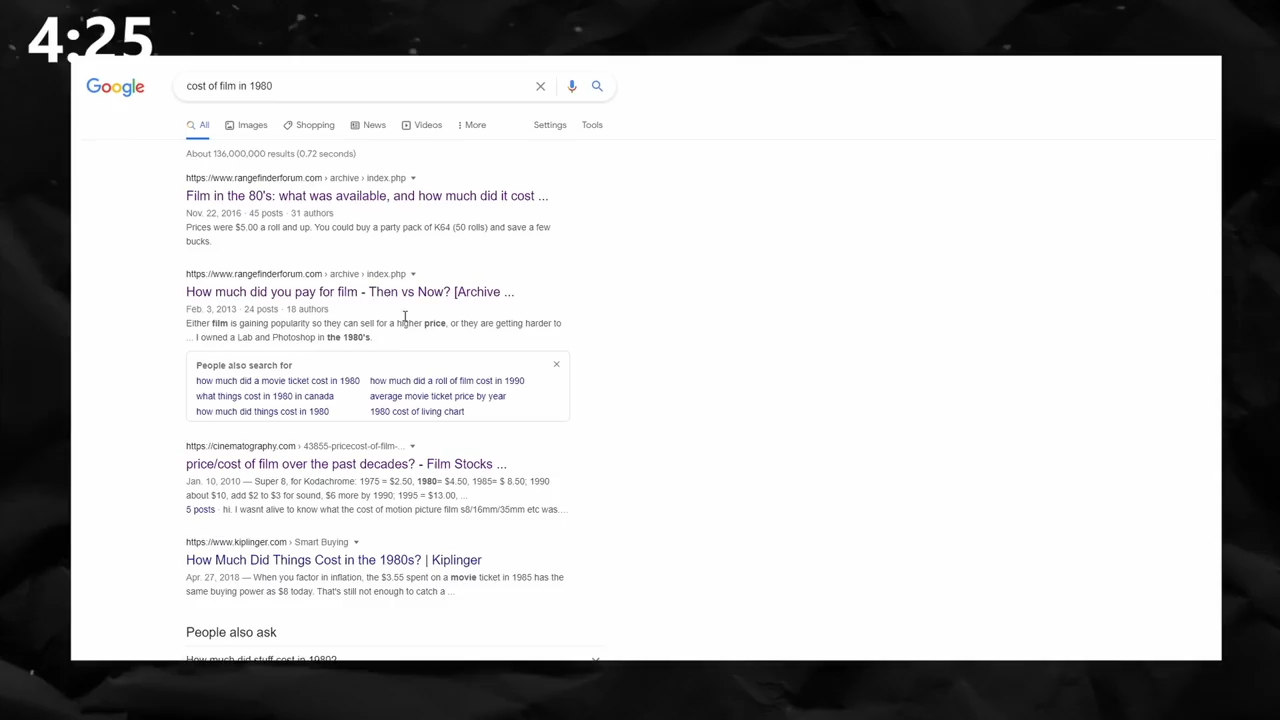 4:25
Google
cost of film in 1980
All Images Shopping News Videos More Settings Tools
About 136,000,000 results (0.72 seconds)
https://www.rangefinderforum.com › archive › index.php
Film in the 80's: what was available, and how much did it cost ...
Nov. 22, 2016 · 45 posts · 31 authors
Prices were $5.00 a roll and up. You could buy a party pack of K64 (50 rolls) and save a few
bucks.
https://www.rangefinderforum.com › archive › index.php
How much did you pay for film - Then vs Now? [Archive ...
Feb. 3, 2013 · 24 posts · 18 authors
Either film is gaining popularity so they can sell for a higher price, or they are getting harder to
... I owned a Lab and Photoshop in the 1980's.
People also search for
how much did a movie ticket cost in 1980 how much did a roll of film cost in 1990
what things cost in 1980 in canada average movie ticket price by year
how much did things cost in 1980 1980 cost of living chart
https://cinematography.com › 43855-pricecost-of-film-...
price/cost of film over the past decades? - Film Stocks ...
Jan. 10, 2010 — Super 8, for Kodachrome: 1975 = $2.50, 1980= $4.50, 1985= $ 8.50; 1990
about $10, add $2 to $3 for sound, $6 more by 1990; 1995 = $13.00, ...
5 posts · hi. I wasnt alive to know what the cost of motion picture film s8/16mm/35mm etc was....
https://www.kiplinger.com › Smart Buying
How Much Did Things Cost in the 1980s? | Kiplinger
Apr. 27, 2018 — When you factor in inflation, the $3.55 spent on a movie ticket in 1985 has the
same buying power as $8 today. That's still not enough to catch a ...
People also ask
How much did stuff cost in 1980?